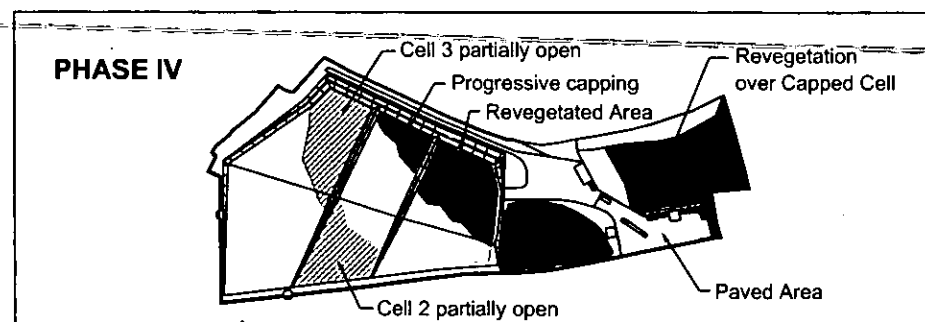 PHASE IV
Cell 3 partially open
Progressive capping
Revegetated Area
Revegetation
over Capped Cell
Cell 2 partially open
Paved Area